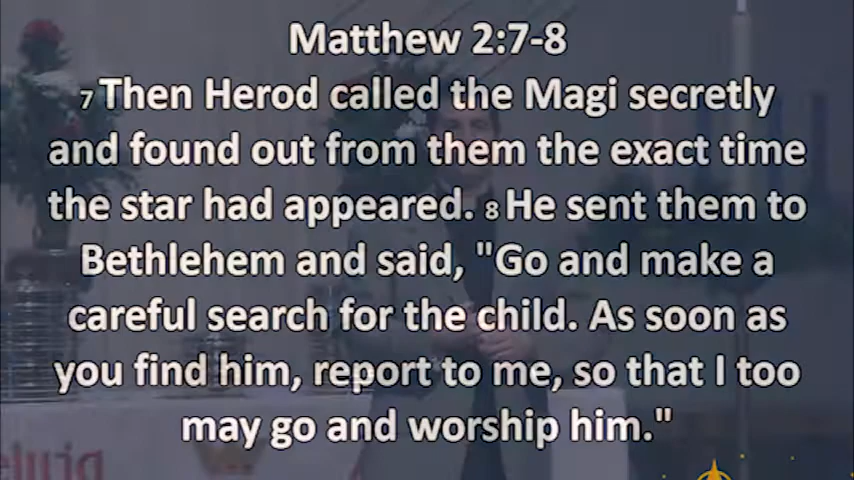 Matthew 2:7-8
7 Then Herod called the Magi secretly
and found out from them the exact time
the star had appeared. 8 He sent them to
Bethlehem and said, "Go and make a
careful search for the child. As soon as
you find him, report to me, so that I too
may go and worship him."